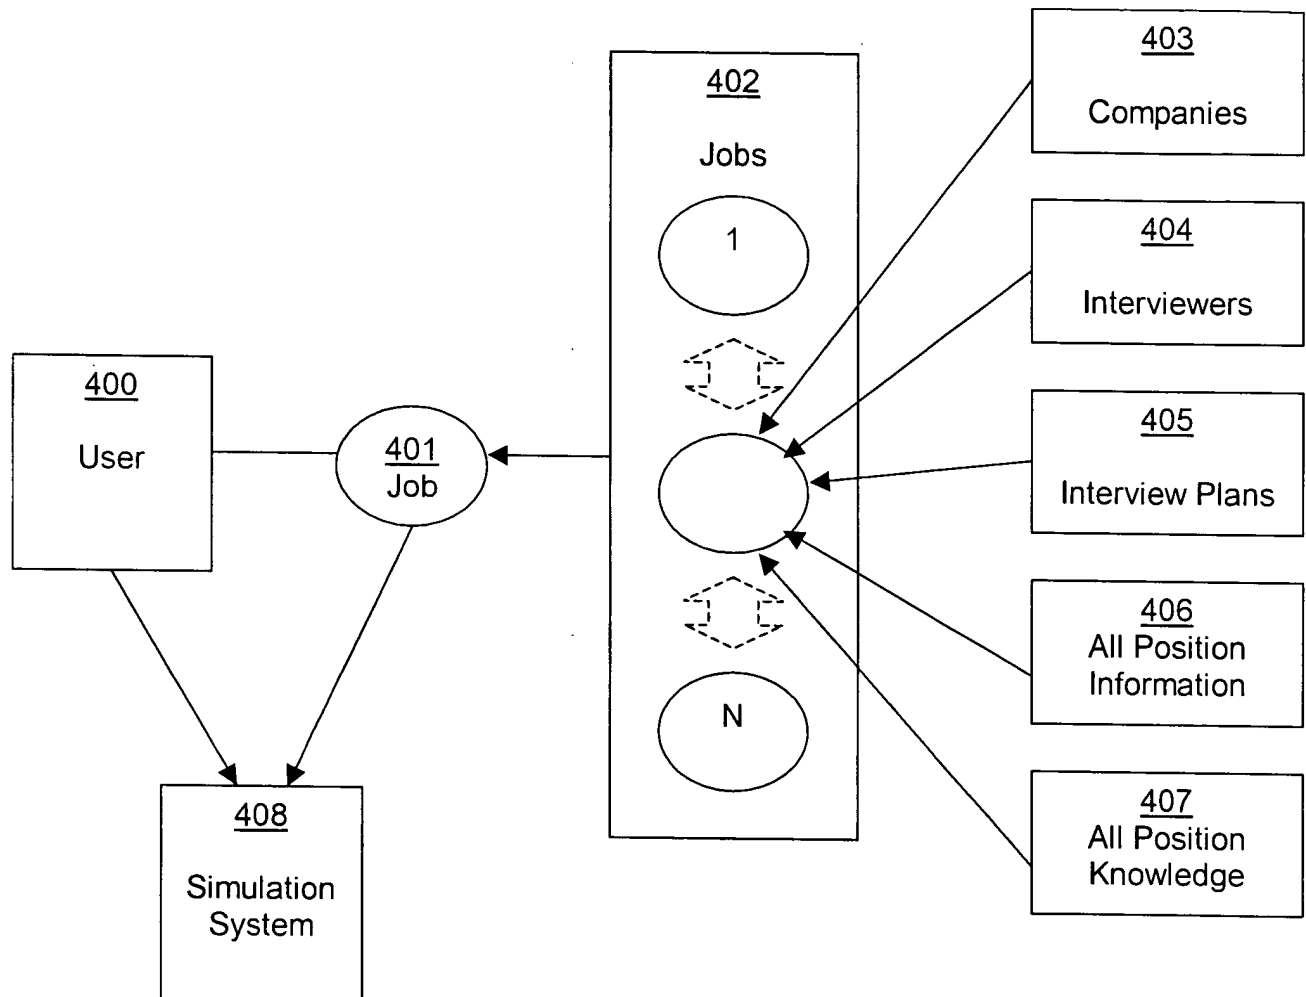 400
User
401
Job
402
Jobs
1
N
403
Companies
404
Interviewers
405
Interview Plans
406
All Position
Information
407
All Position
Knowledge
408
Simulation
System